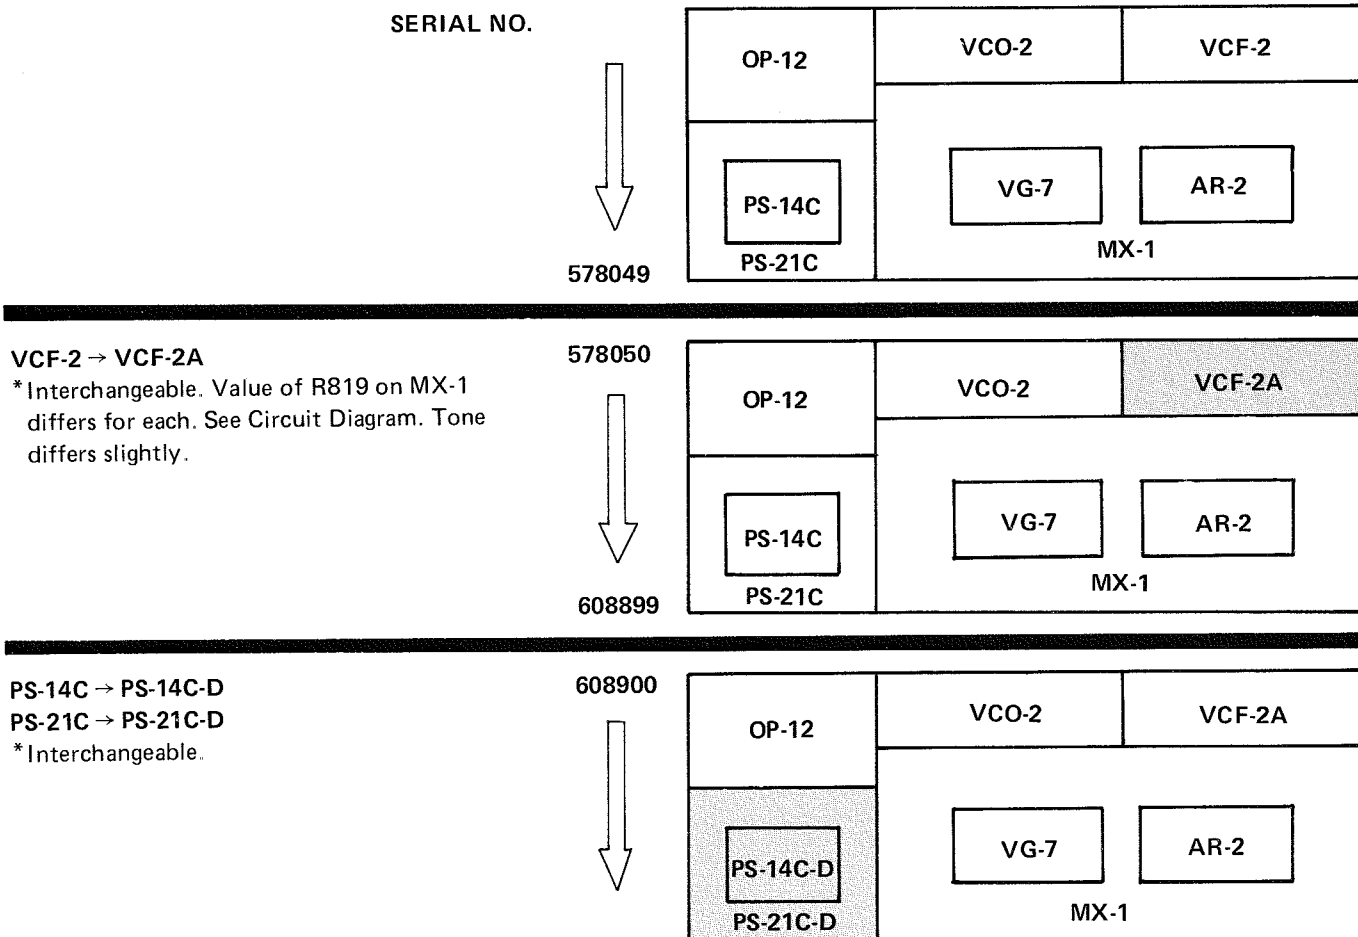 SERIAL NO.
OP-12
VCO-2
VCF-2
PS-14C
VG-7
AR-2
MX-1
PS-21C
578049
VCF-2 → VCF-2A
*Interchangeable. Value of R819 on MX-1
differs for each. See Circuit Diagram. Tone
differs slightly.
578050
OP-12
VCO-2
VCF-2A
PS-14C
VG-7
AR-2
MX-1
PS-21C
608899
PS-14C → PS-14C-D
PS-21C → PS-21C-D
*Interchangeable.
608900
OP-12
VCO-2
VCF-2A
PS-14C-D
VG-7
AR-2
MX-1
PS-21C-D